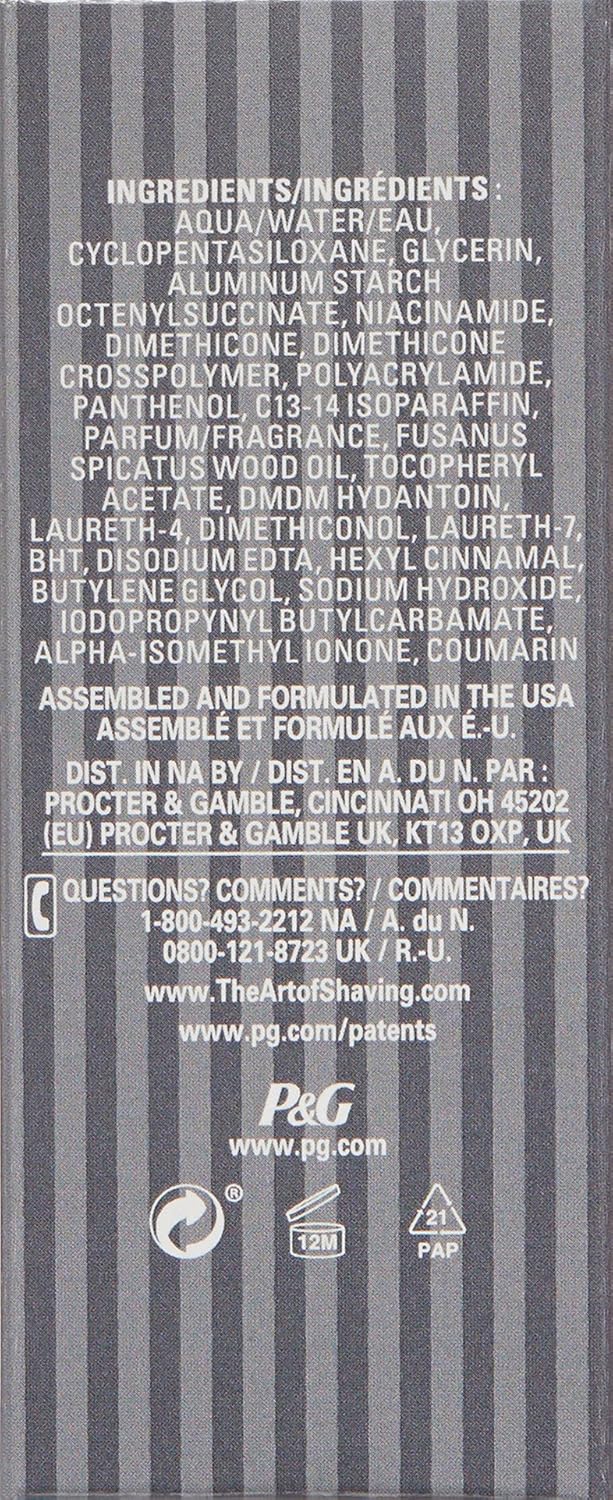 INGREDIENTS/INGRÉDIENTS :
AQUA/WATER/EAU,
CYCLOPENTASILOXANE, GLYCERIN,
ALUMINUM STARCH
OCTENYLSUCCINATE, NIACINAMIDE,
DIMETHICONE, DIMETHICONE
CROSSPOLYMER, POLYACRYLAMIDE,
PANTHENOL, C13-14 ISOPARAFFIN,
PARFUM/FRAGRANCE, FUSANUS
SPICATUS WOOD OIL, TOCOPHERYL
ACETATE, DMDM HYDANTOIN,
LAURETH-4, DIMETHICONOL, LAURETH-7,
BHT, DISODIUM EDTA, HEXYL CINNAMAL,
BUTYLENE GLYCOL, SODIUM HYDROXIDE,
IODOPROPYNYL BUTYLCARBAMATE,
ALPHA-ISOMETHYL IONONE, COUMARIN
ASSEMBLED AND FORMULATED IN THE USA
ASSEMBLÉ ET FORMULÉ AUX É.-U.
DIST. IN NA BY / DIST. EN A. DU N. PAR :
PROCTER & GAMBLE, CINCINNATI OH 45202
(EU) PROCTER & GAMBLE UK, KT13 OXP, UK
QUESTIONS? COMMENTS? / COMMENTAIRES?
1-800-493-2212 NA / A. du N.
0800-121-8723 UK / R.-U.
www.TheArtofShaving.com
www.pg.com/patents
P&G
www.pg.com
® 12M 21
PAP